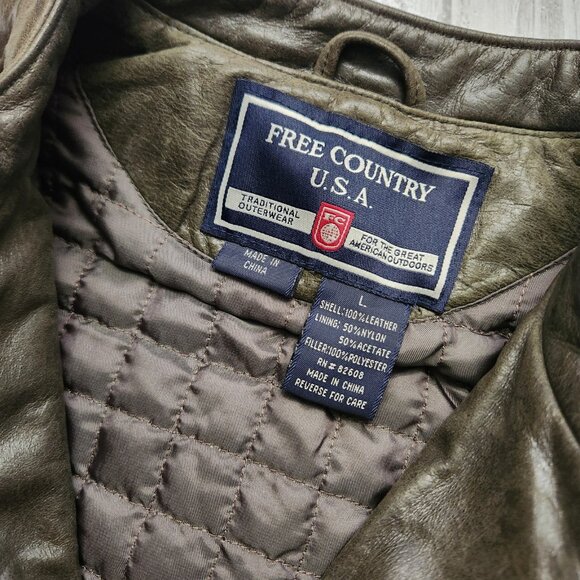 FREE COUNTRY
U.S.A.
TRADITIONAL
OUTERWEAR
FC
FOR THE GREAT
AMERICAN OUTDOORS
MADE IN
CHINA
L
SHELL:100%LEATHER
LINING; 50%NYLON
50%ACETATE
FILLER:100%POLYESTER
RN# 82608
MADE IN CHINA
REVERSE FOR CARE